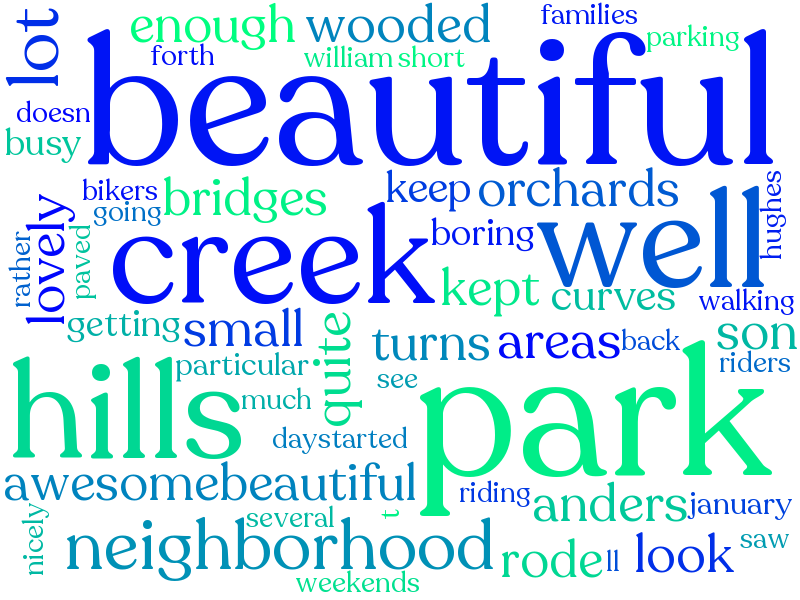 lot
enough
wooded
families
forth
william
short
parking
doesn
beautiful
busy
bikers
going
bridges
keep
orchards
hughes
rather
lovely
paved
creek
boring
well
kept
curves
walking
getting
small
quite
turns
areas
back
son
riders
particular
see
hills
much
park
daystarted
awesomebeautiful
riding
anders
january
nicely
several
t
neighborhood
rode
ll
look
saw
weekends